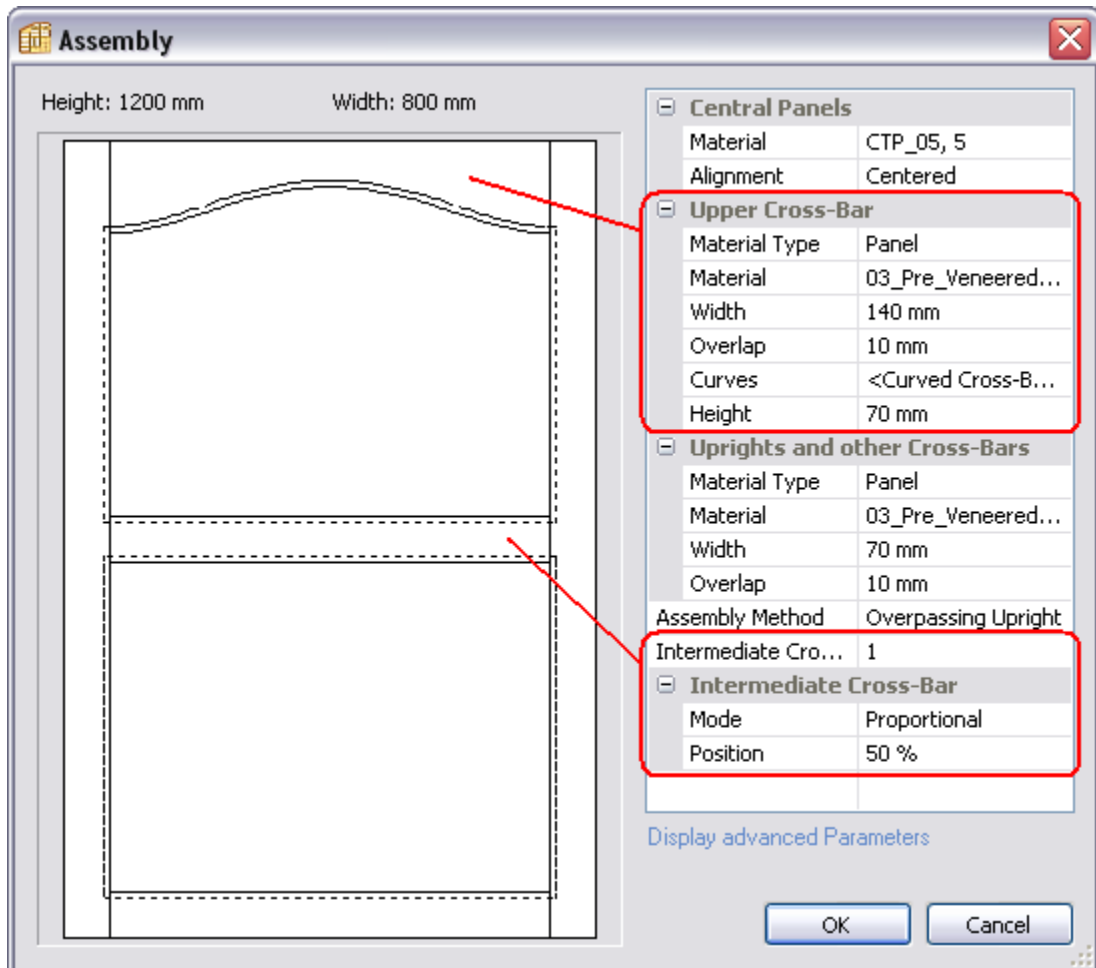 Assembly
Height: 1200 mm Width: 800 mm
Central Panels
Material CTP_05, 5
Alignment Centered
Upper Cross-Bar
Material Type Panel
Material 03_Pre_Veneered...
Width 140 mm
Overlap 10 mm
Curves <Curved Cross-B...
Height 70 mm
Uprights and other Cross-Bars
Material Type Panel
Material 03_Pre_Veneered...
Width 70 mm
Overlap 10 mm
Assembly Method Overpassing Upright
Intermediate Cro... 1
Intermediate Cross-Bar
Mode Proportional
Position 50 %
Display advanced Parameters
OK Cancel